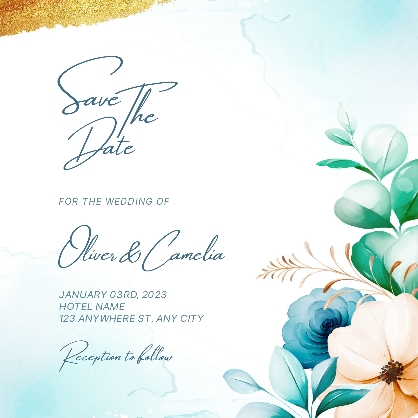 Save The
Date
FOR THE WEDDING OF
Oliver & Camelia
JANUARY 03RD, 2023
HOTEL NAME
123 ANYWHERE ST. ANY CITY
Reception to follow